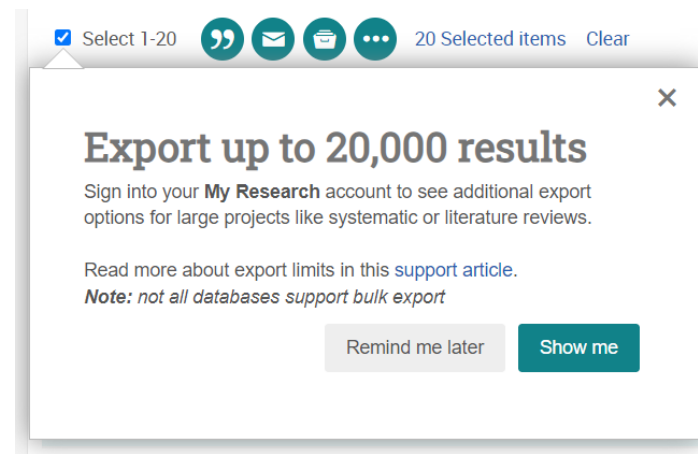 Select 1-20 20 Selected items Clear
Export up to 20,000 results
Sign into your My Research account to see additional export
options for large projects like systematic or literature reviews.
Read more about export limits in this support article.
Note: not all databases support bulk export
Remind me later Show me